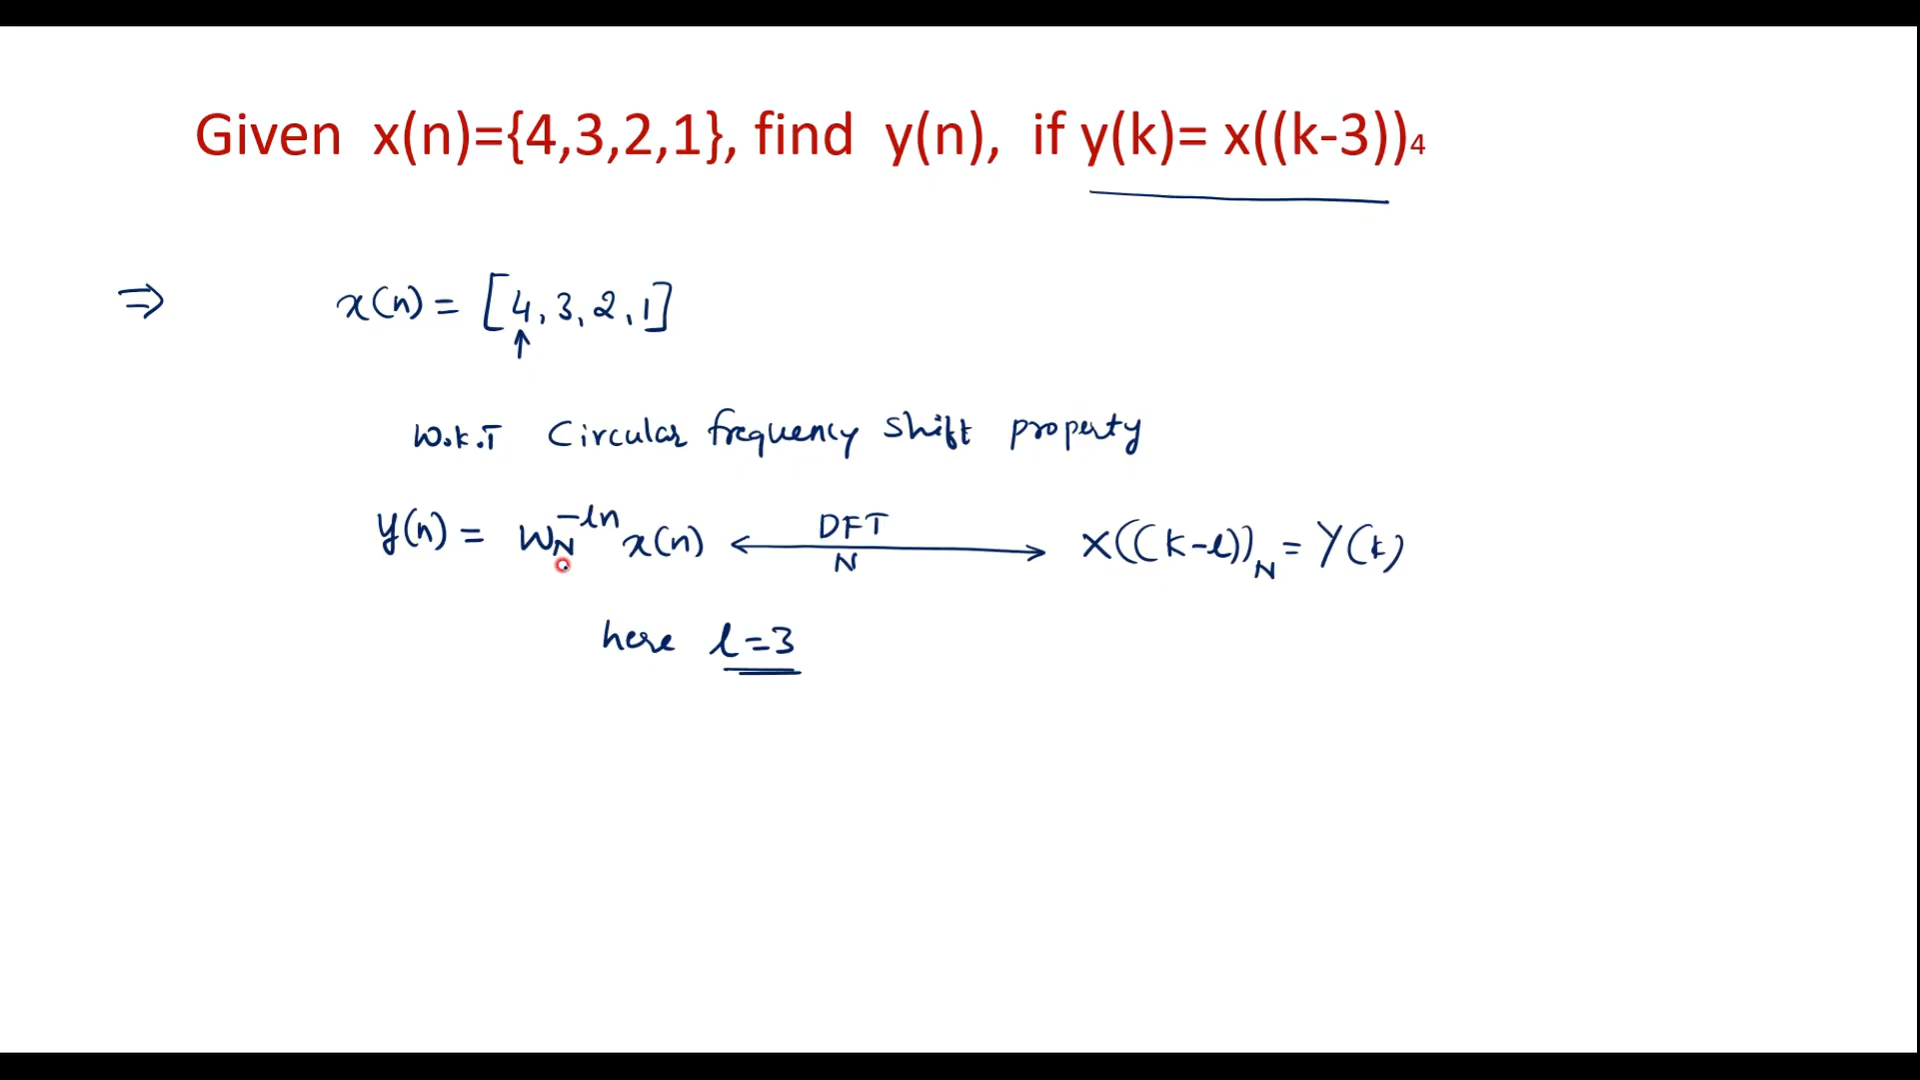 Given x(n)={4,3,2,1}, find y(n), if y(k)= x((k-3))₄
⇒ x(n) = [4, 3, 2, 1]
↑
W.K.T Circular frequency shift property
y(n) = W_N^{-ln} x(n) ⟷ DFT N X((k-l))_N = Y(k)
here l=3